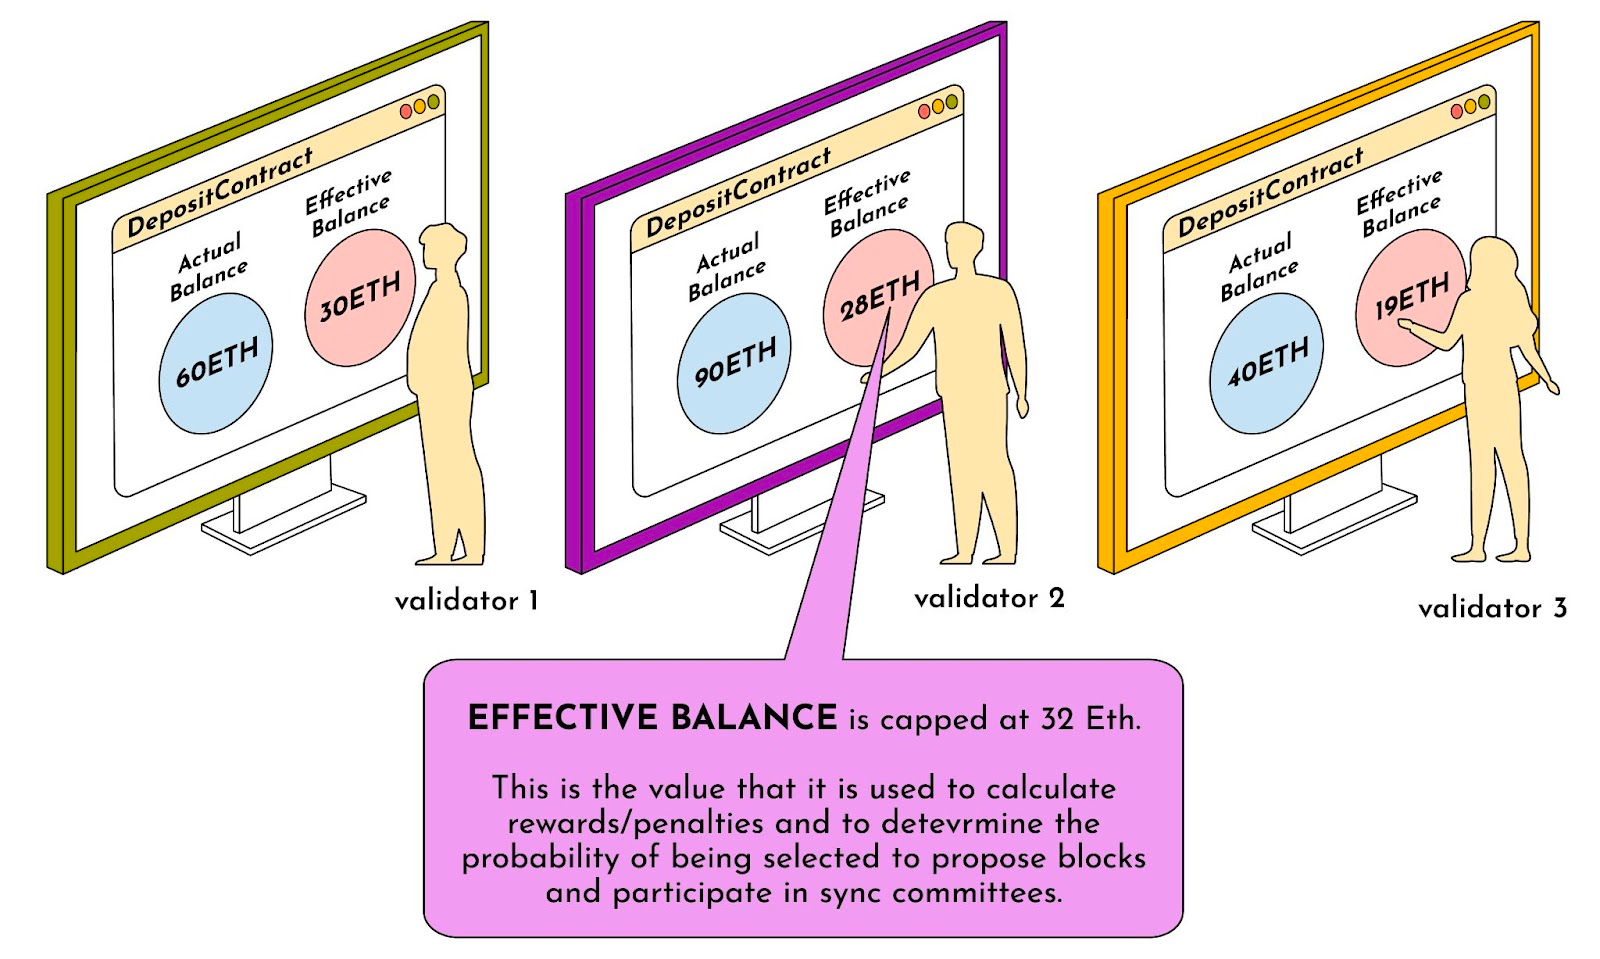 DepositContract
Actual
Balance
60ETH
Effective
Balance
30ETH
validator 1
DepositContract
Actual
Balance
90ETH
Effective
Balance
28ETH
validator 2
DepositContract
Actual
Balance
40ETH
Effective
Balance
19ETH
validator 3
EFFECTIVE BALANCE is capped at 32 Eth.
This is the value that it is used to calculate
rewards/penalties and to detevrmine the
probability of being selected to propose blocks
and participate in sync committees.